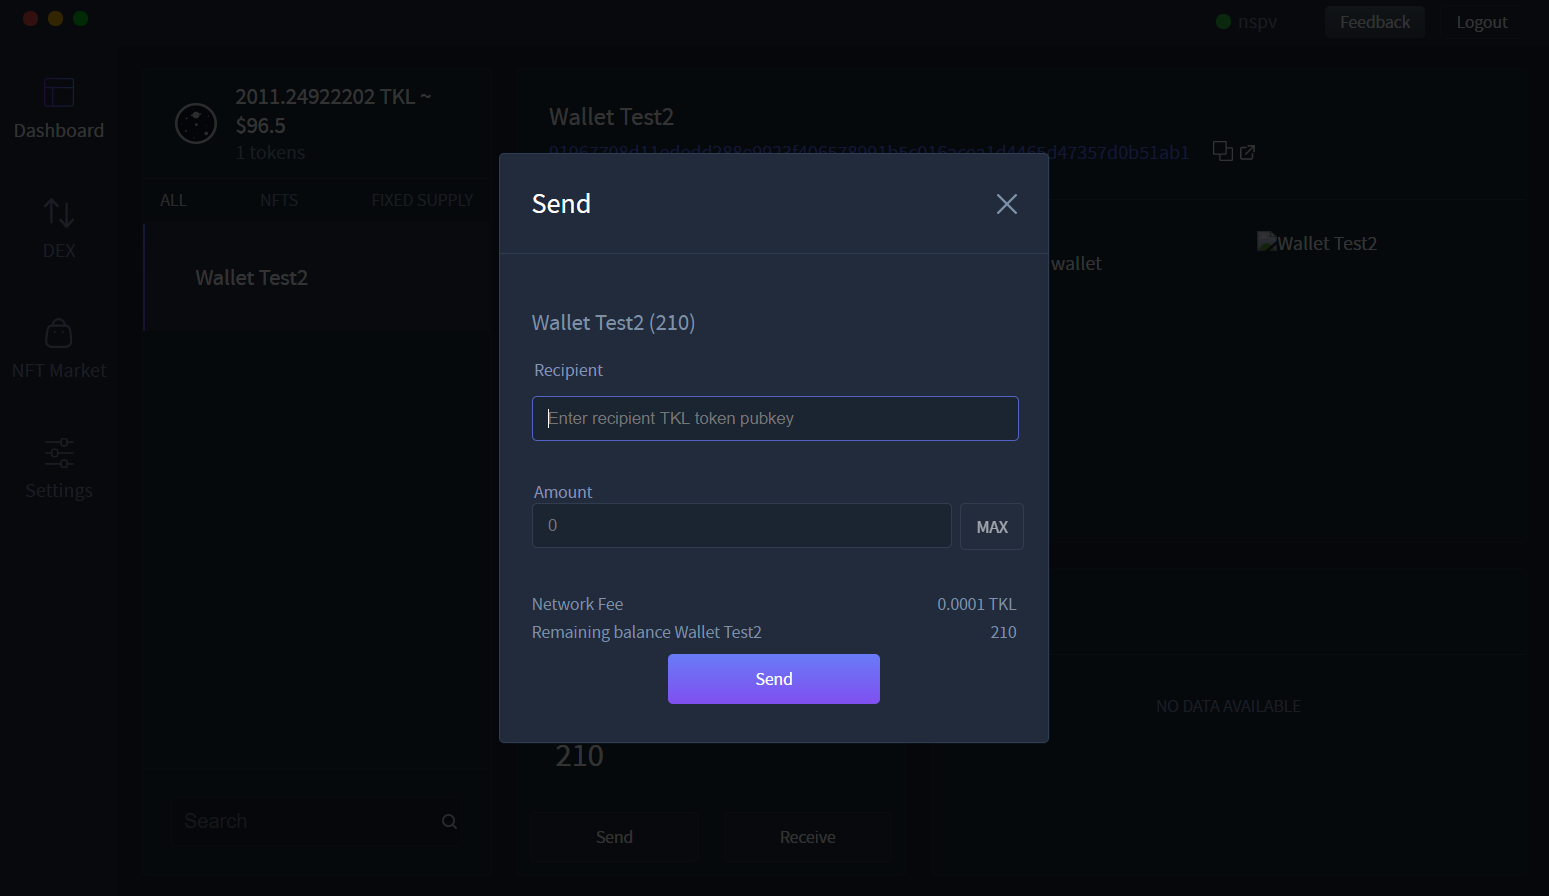 nspv
Feedback
Logout
Dashboard
DEX
NFT Market
Settings
2011.24922202 TKL ~
$96.5
1 tokens
ALL
NFTS
FIXED SUPPLY
Wallet Test2
Search
Wallet Test2
d47357d0b51ab1
wallet
Wallet Test2
Send
Wallet Test2 (210)
Recipient
Enter recipient TKL token pubkey
Amount
0
MAX
Network Fee
0.0001 TKL
Remaining balance Wallet Test2
210
Send
210
Send
Receive
NO DATA AVAILABLE